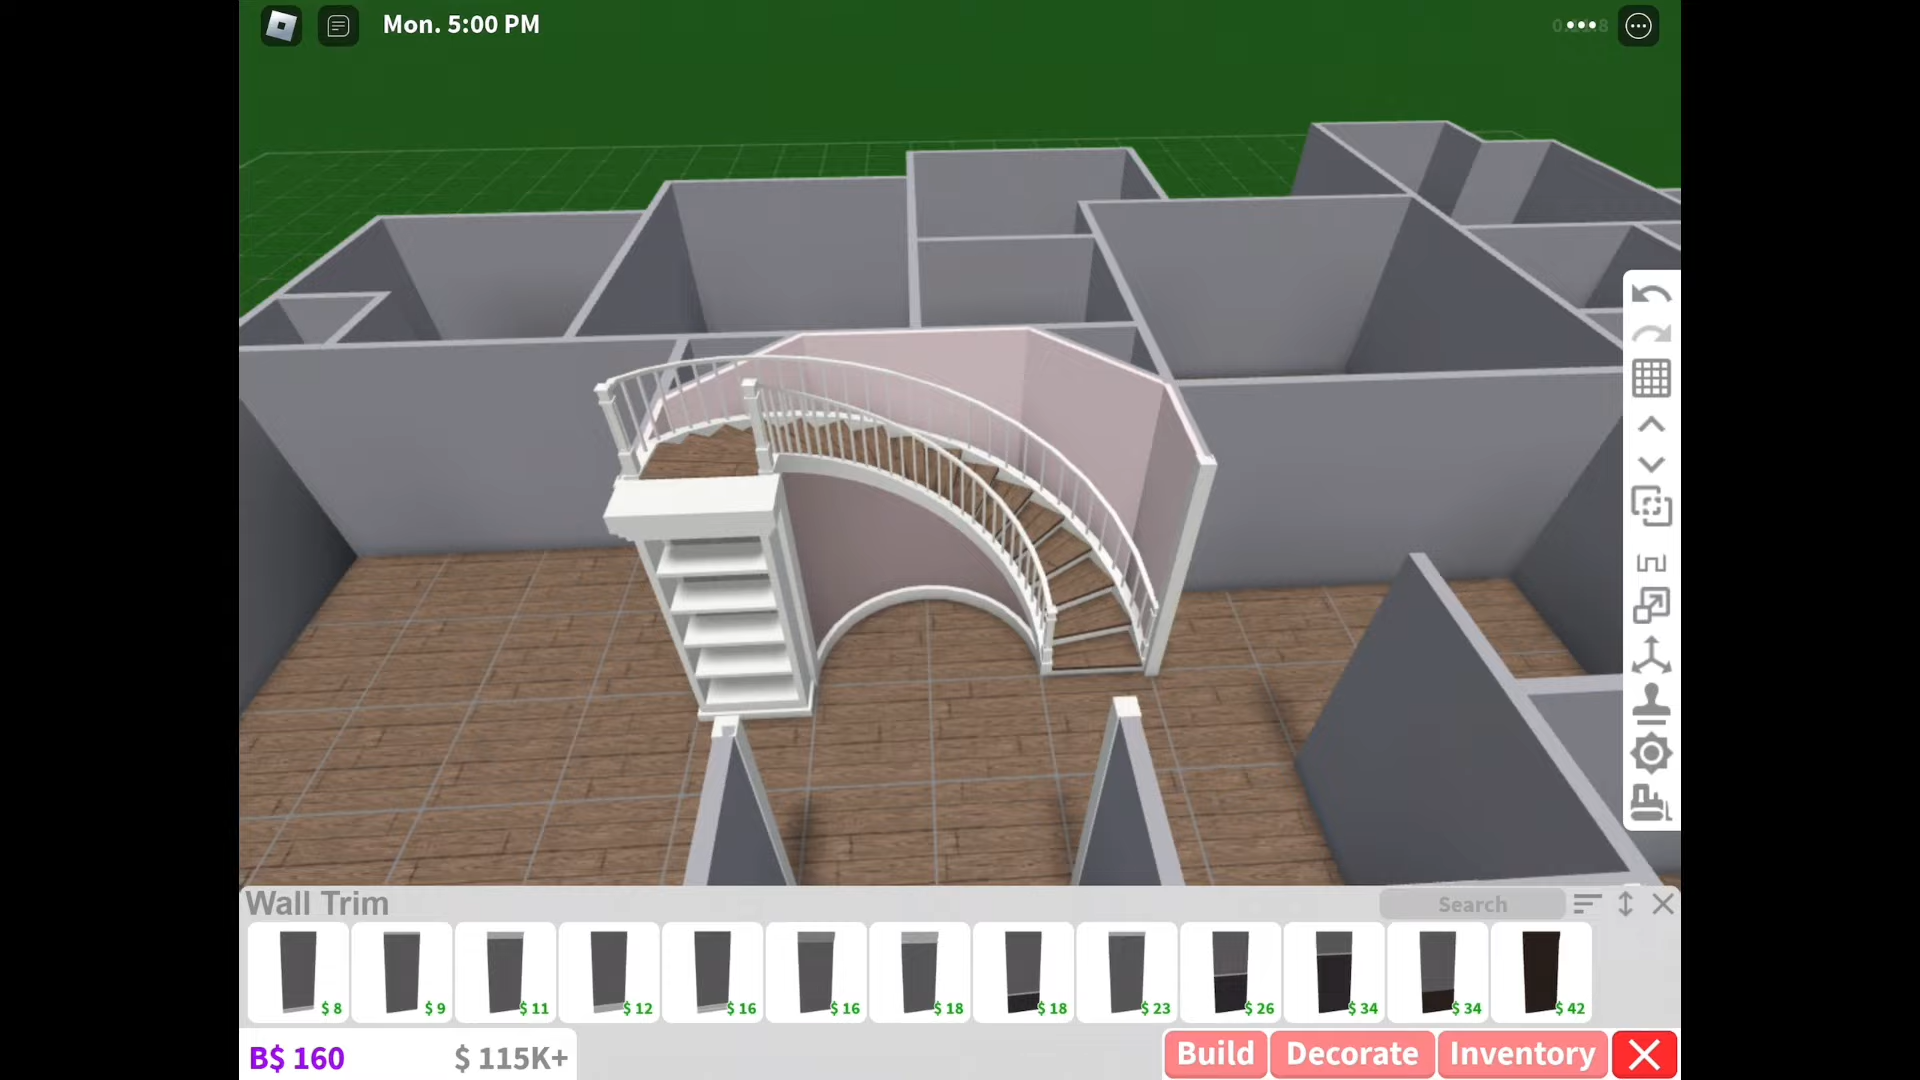 Mon. 5:00 PM
Wall Trim
Search
$ 8
$ 9
$ 11
$ 12
$ 16
$ 16
$ 18
$ 18
$ 23
$ 26
$ 34
$ 34
$ 42
B$ 160
$ 115K+
Build
Decorate
Inventory